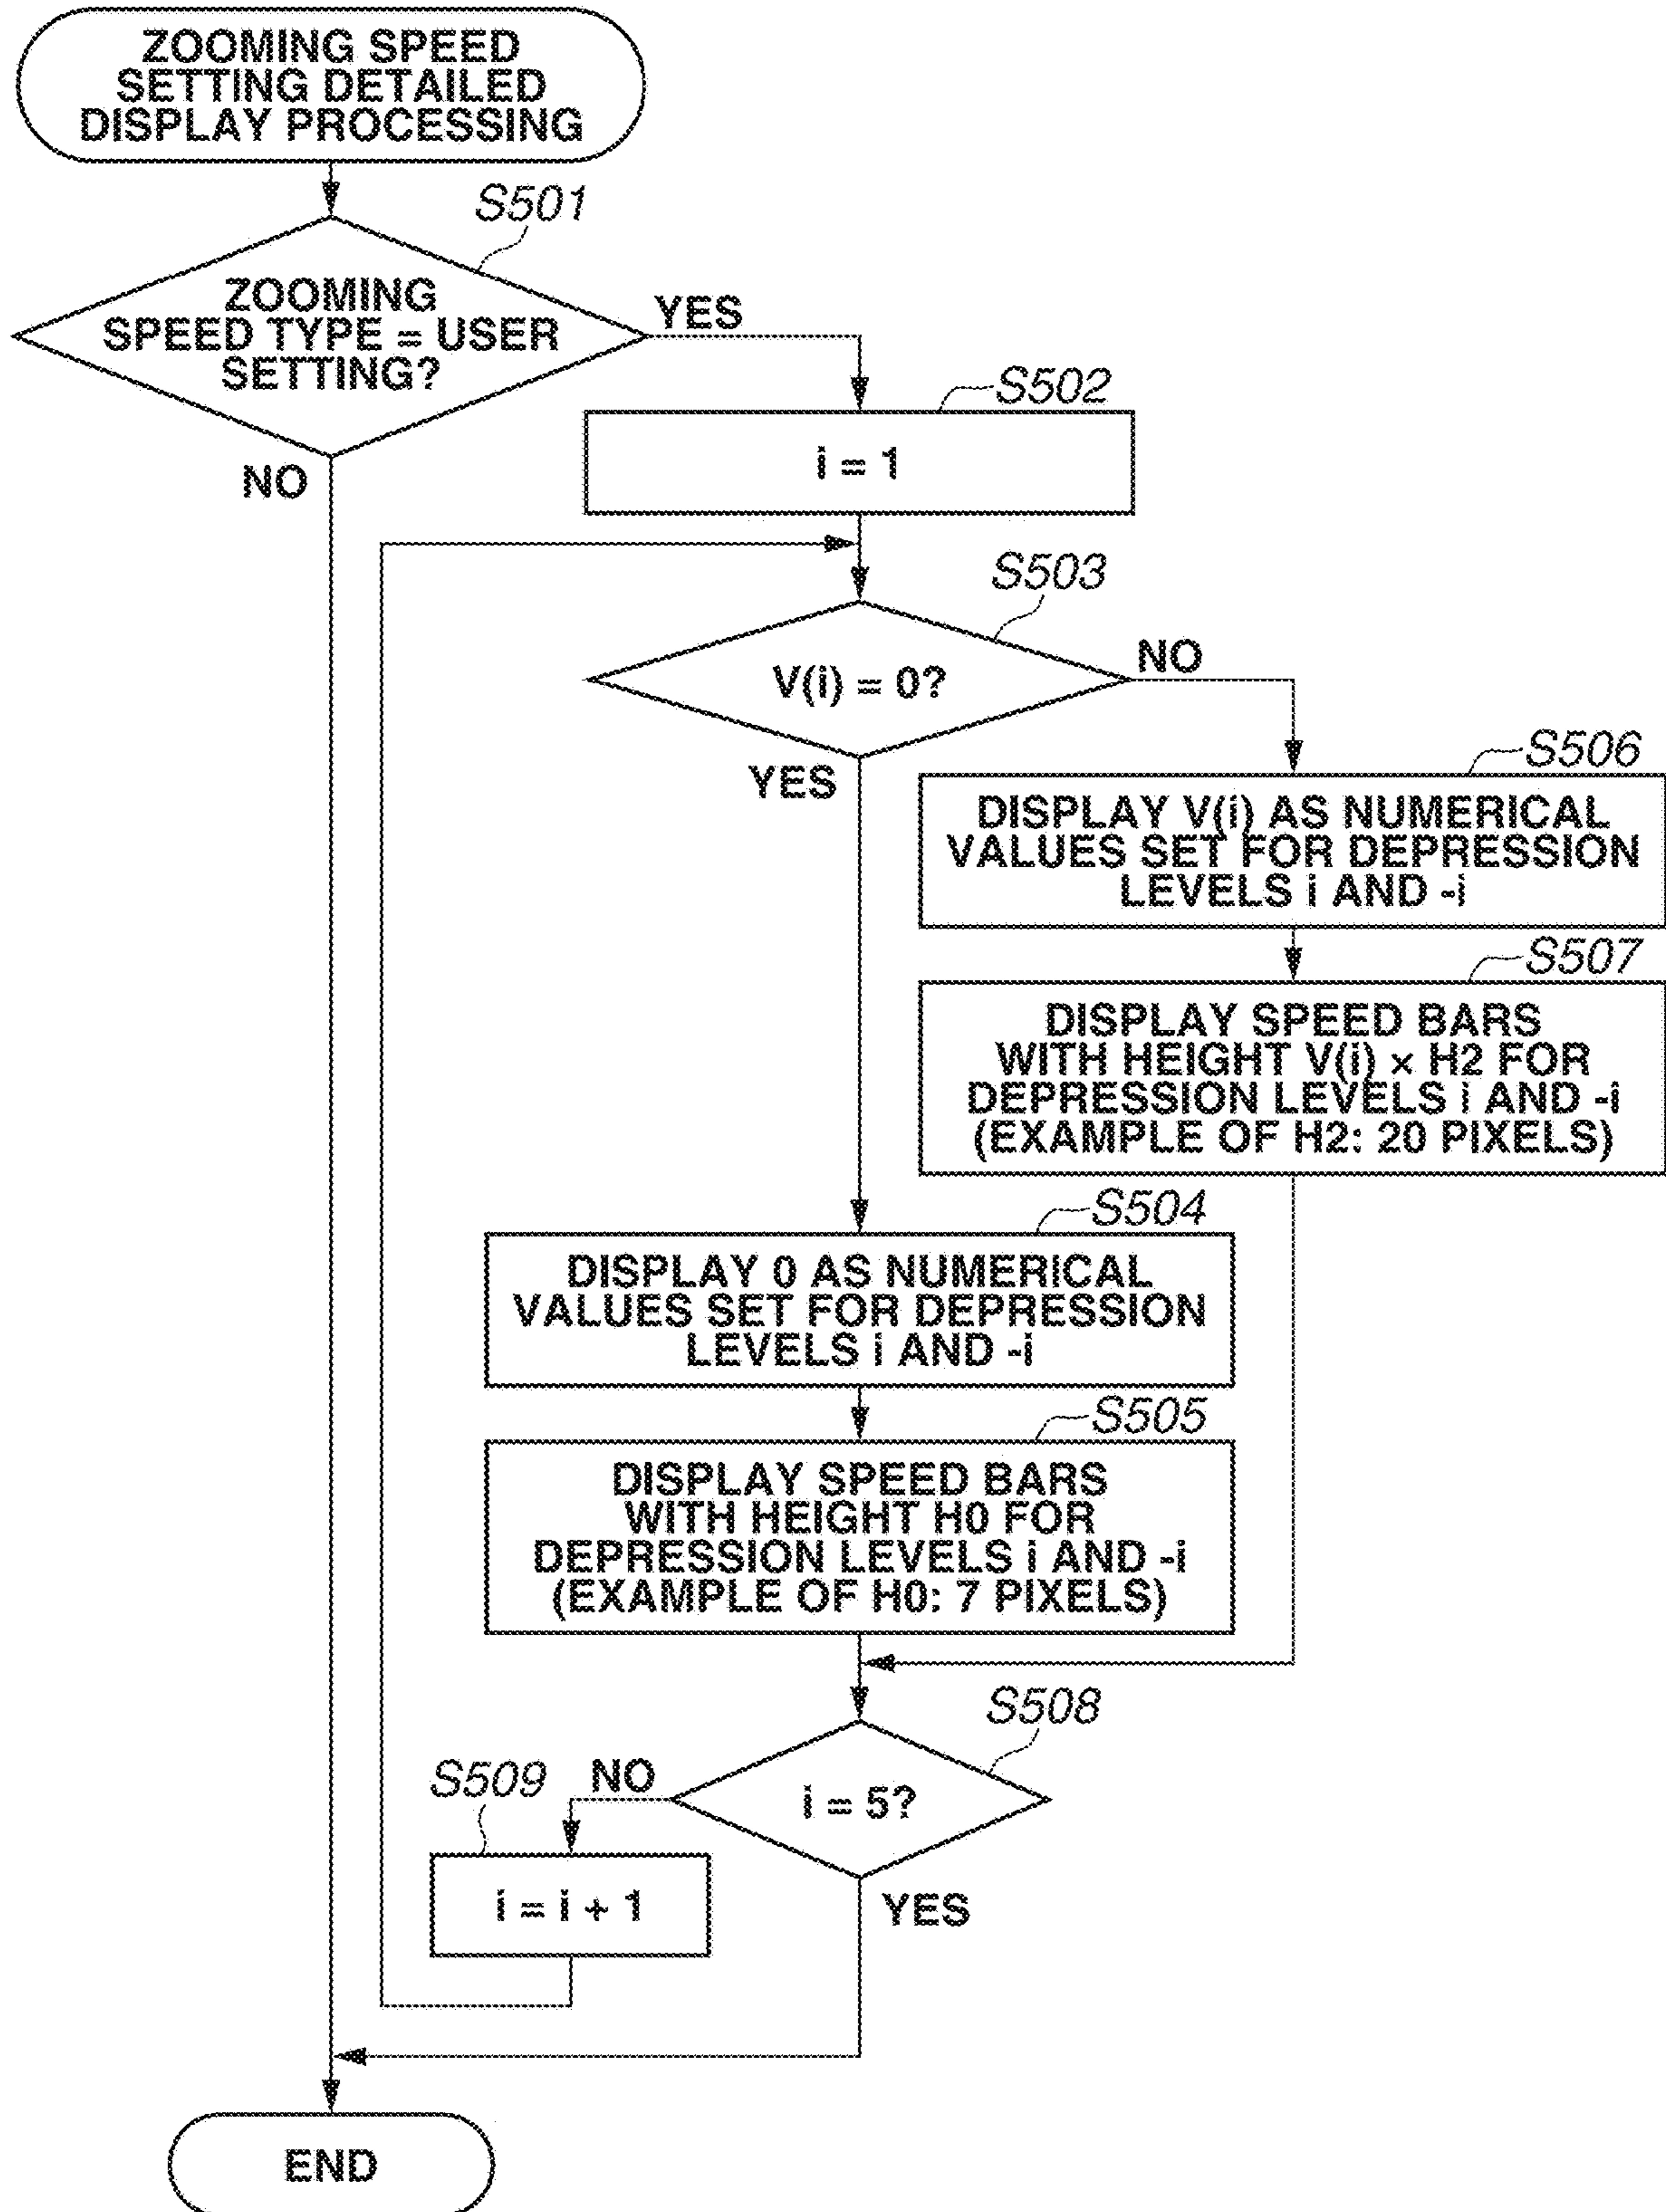 ZOOMING SPEED
SETTING DETAILED
DISPLAY PROCESSING
S501
ZOOMING
SPEED TYPE = USER
SETTING?
YES
NO
S502
i = 1
S503
V(i) = 0?
NO
YES
S506
DISPLAY V(i) AS NUMERICAL
VALUES SET FOR DEPRESSION
LEVELS i AND -i
S507
DISPLAY SPEED BARS
WITH HEIGHT V(i) × H2 FOR
DEPRESSION LEVELS i AND -i
(EXAMPLE OF H2: 20 PIXELS)
S504
DISPLAY 0 AS NUMERICAL
VALUES SET FOR DEPRESSION
LEVELS i AND -i
S505
DISPLAY SPEED BARS
WITH HEIGHT H0 FOR
DEPRESSION LEVELS i AND -i
(EXAMPLE OF H0: 7 PIXELS)
S508
i = 5?
NO
S509
i = i + 1
YES
END